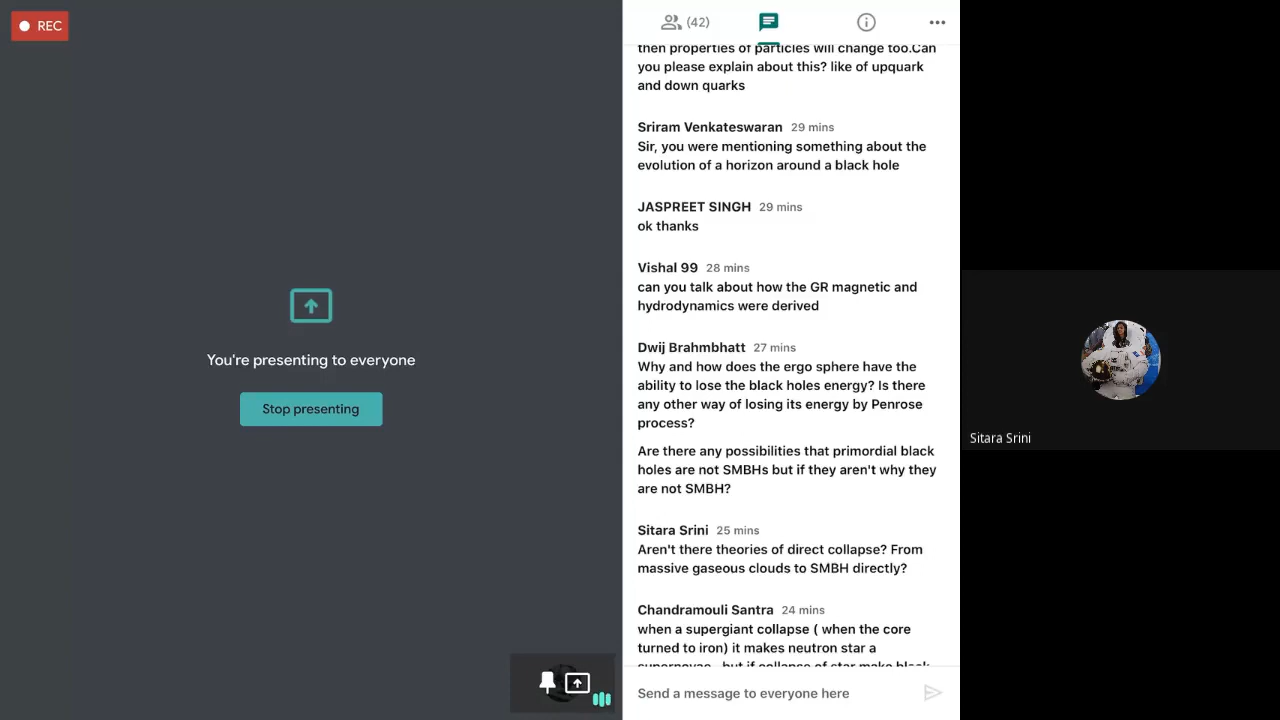 REC
(42)
then properties of particles will change too.Can
you please explain about this? like of upquark
and down quarks
Sriram Venkateswaran 29 mins
Sir, you were mentioning something about the
evolution of a horizon around a black hole
JASPREET SINGH 29 mins
ok thanks
Vishal 99 28 mins
can you talk about how the GR magnetic and
hydrodynamics were derived
Dwij Brahmbhatt 27 mins
Why and how does the ergo sphere have the
ability to lose the black holes energy? Is there
any other way of losing its energy by Penrose
process?
Are there any possibilities that primordial black
holes are not SMBHs but if they aren't why they
are not SMBH?
Sitara Srini 25 mins
Aren't there theories of direct collapse? From
massive gaseous clouds to SMBH directly?
Chandramouli Santra 24 mins
when a supergiant collapse ( when the core
turned to iron) it makes neutron star a
supernovae , but if collapse of star make black
Send a message to everyone here
You're presenting to everyone
Stop presenting
Sitara Srini